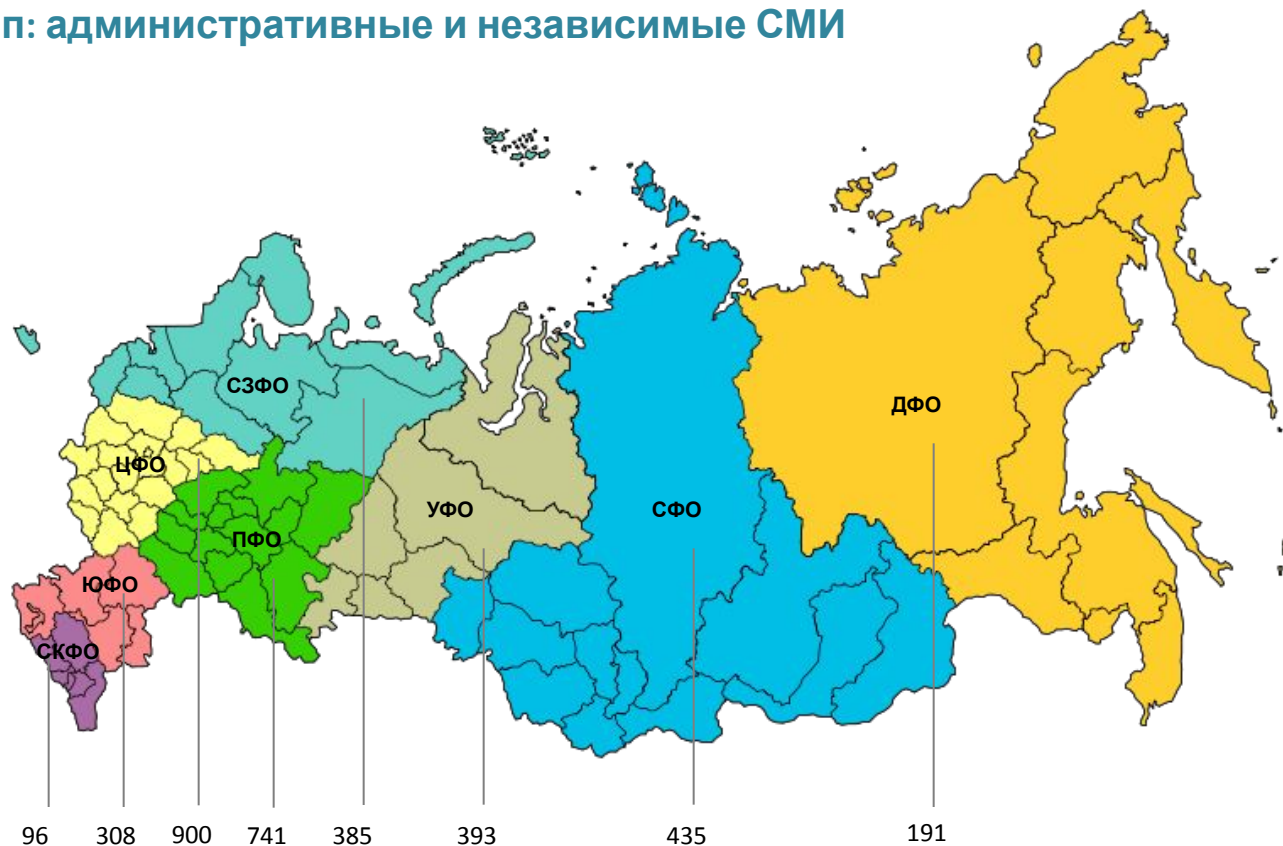 п: административные и независимые СМИ
СЗФО
ДФО
ЦФО
УФО
СФО
ПФО
ЮФО
СКФО
96 308 900 741 385 393 435 191